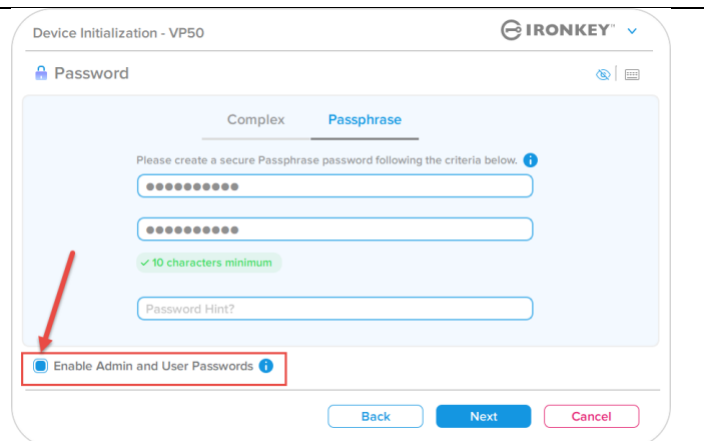 Device Initialization - VP50
IRONKEY™
Password
Complex Passphrase
Please create a secure Passphrase password following the criteria below.
●●●●●●●●●●
●●●●●●●●●●
✓ 10 characters minimum
Password Hint?
Enable Admin and User Passwords
Back Next Cancel